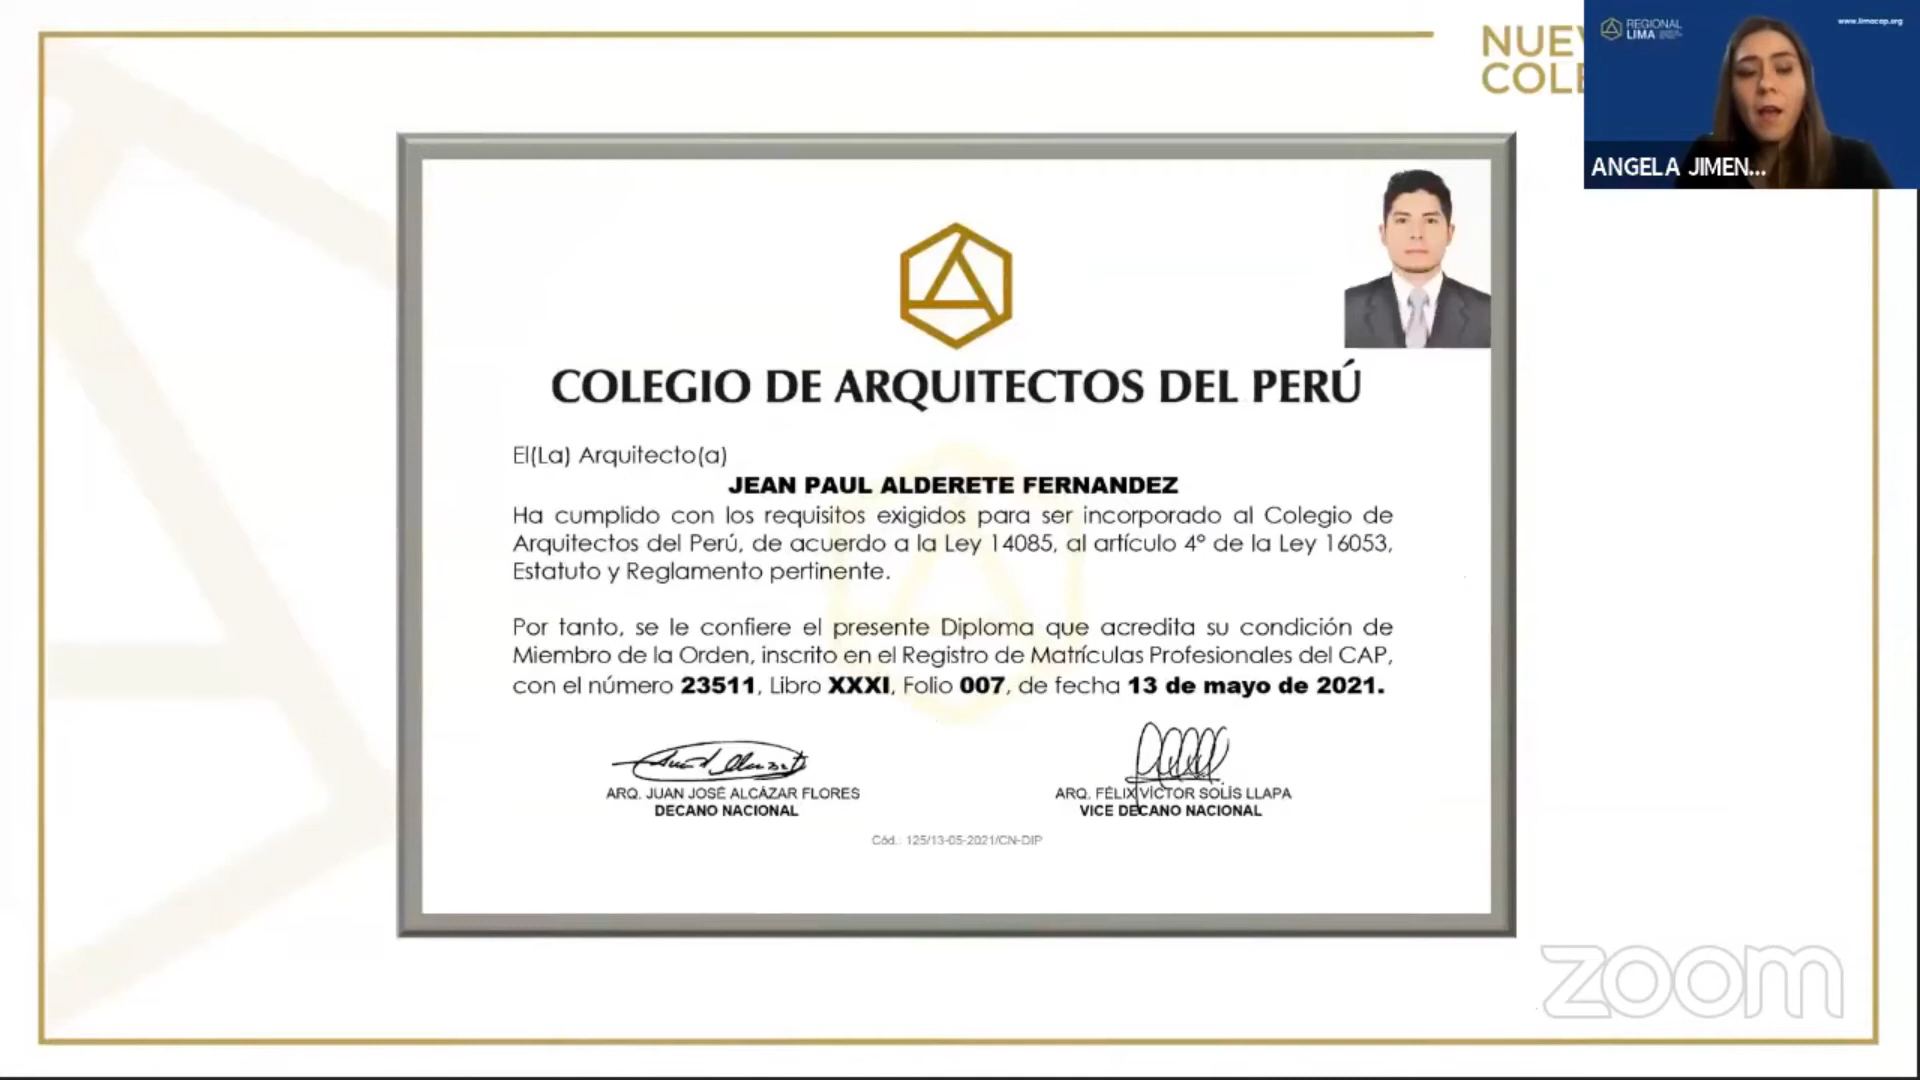 NUEV
COLE
REGIONAL
LIMA
www.limacap.org
ANGELA JIMEN...
COLEGIO DE ARQUITECTOS DEL PERÚ
El(La) Arquitecto(a)
JEAN PAUL ALDERETE FERNANDEZ
Ha cumplido con los requisitos exigidos para ser incorporado al Colegio de
Arquitectos del Perú, de acuerdo a la Ley 14085, al artículo 4º de la Ley 16053,
Estatuto y Reglamento pertinente.
Por tanto, se le confiere el presente Diploma que acredita su condición de
Miembro de la Orden, inscrito en el Registro de Matrículas Profesionales del CAP,
con el número 23511, Libro XXXI, Folio 007, de fecha 13 de mayo de 2021.
ARQ. JUAN JOSÉ ALCÁZAR FLORES
DECANO NACIONAL
ARQ. FÉLIX VÍCTOR SOLÍS LLAPA
VICE DECANO NACIONAL
Cód.: 125/13-05-2021/CN-DIP
zoom